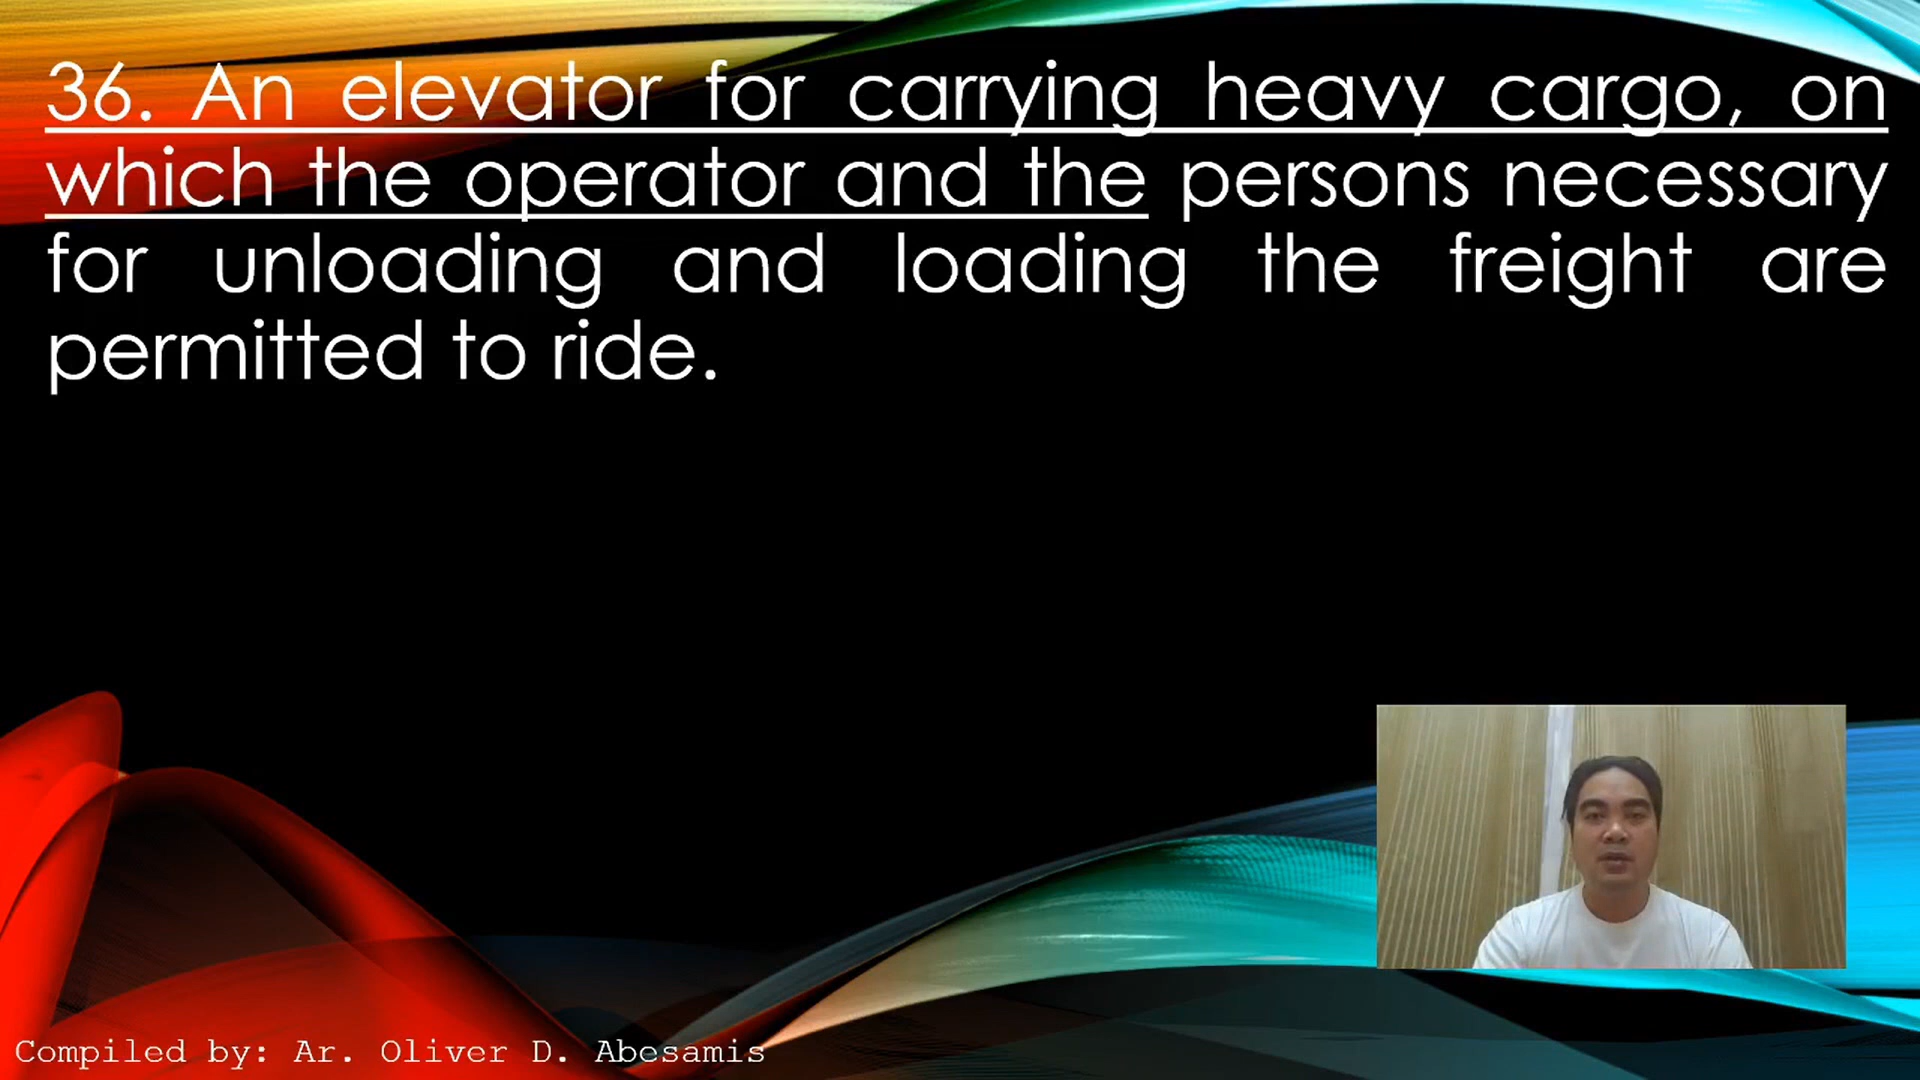 36. An elevator for carrying heavy cargo, on
which the operator and the persons necessary
for unloading and loading the freight are
permitted to ride.
Compiled by: Ar. Oliver D. Abesamis